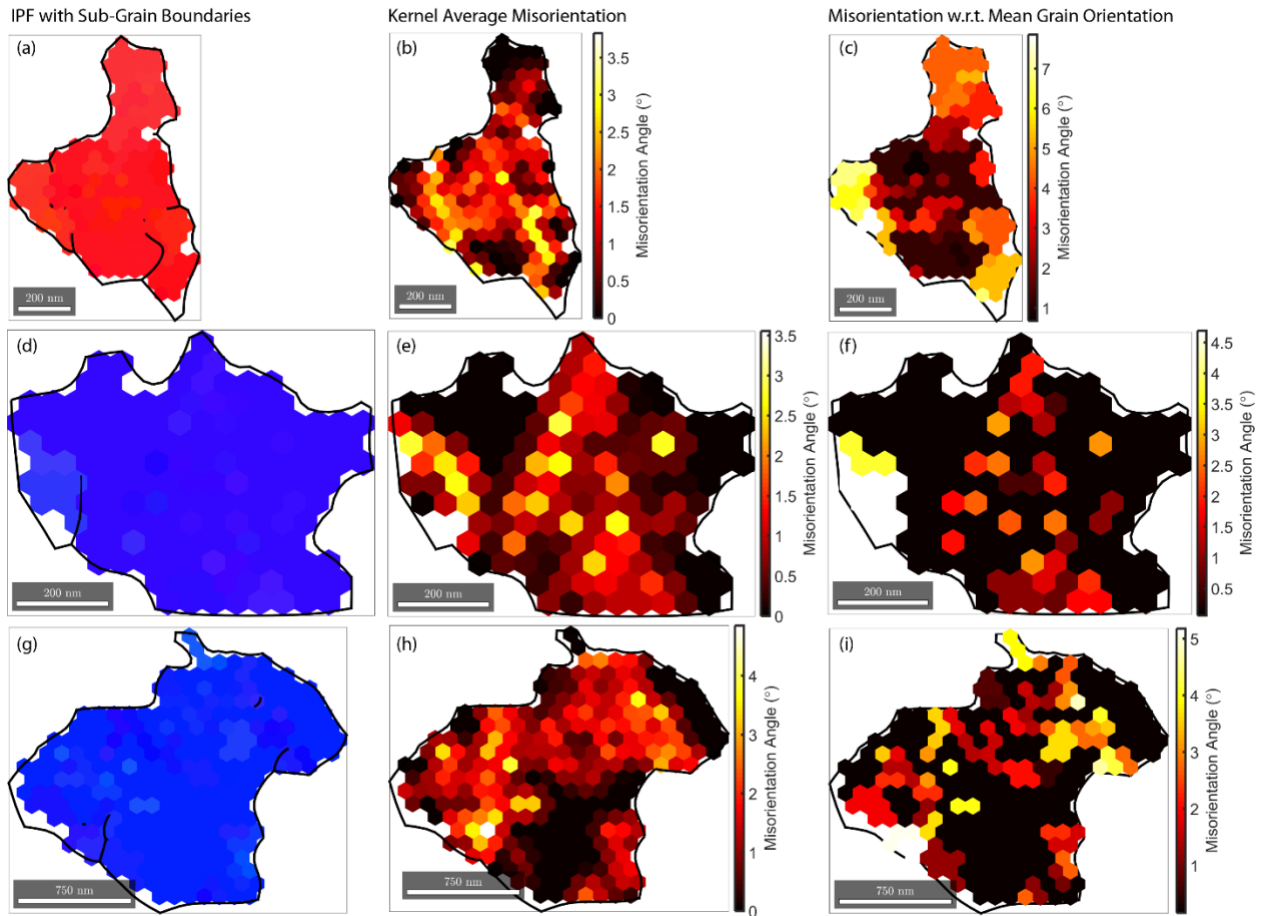 IPF with Sub-Grain Boundaries
Kernel Average Misorientation
Misorientation w.r.t. Mean Grain Orientation
(a)
200 nm
(b)
3.5
3
2.5
2
1.5
1
0.5
0
Misorientation Angle (°)
(c)
200 nm
7
6
5
4
3
2
1
Misorientation Angle (°)
(d)
200 nm
(e)
200 nm
3.5
3
2.5
2
1.5
1
0.5
0
Misorientation Angle (°)
(f)
200 nm
4.5
4
3.5
3
2.5
2
1.5
1
0.5
Misorientation Angle (°)
(g)
750 nm
(h)
750 nm
4
3
2
1
0
Misorientation Angle (°)
(i)
750 nm
5
4
3
2
1
Misorientation Angle (°)
200 nm